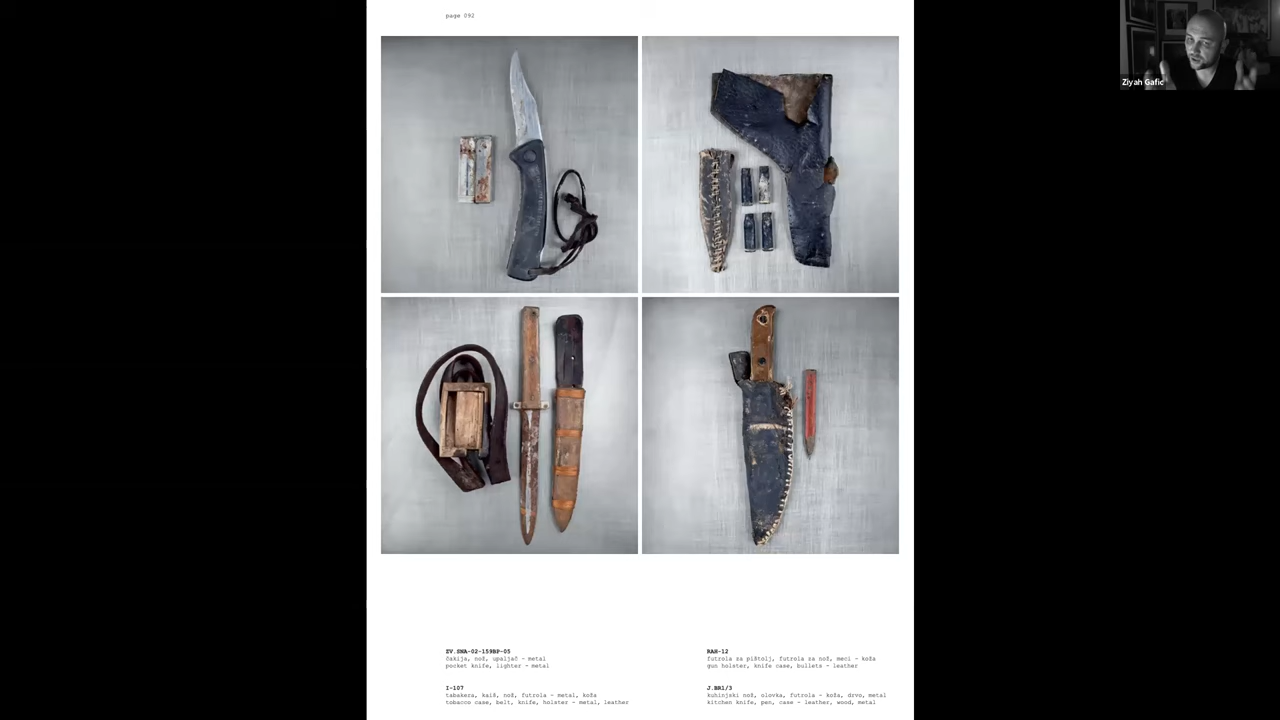 page 092
Ziyah Gafic
ZV.SNA-02-159BP-05
čakija, nož, upaljač - metal
pocket knife, lighter - metal
I-107
tabakera, kaiš, nož, futrola - metal, koža
tobacco case, belt, knife, holster - metal, leather
RAH-12
futrola za pištolj, futrola za nož, meci - koža
gun holster, knife case, bullets - leather
J.BR1/3
kuhinjski nož, olovka, futrola - koža, drvo, metal
kitchen knife, pen, case - leather, wood, metal